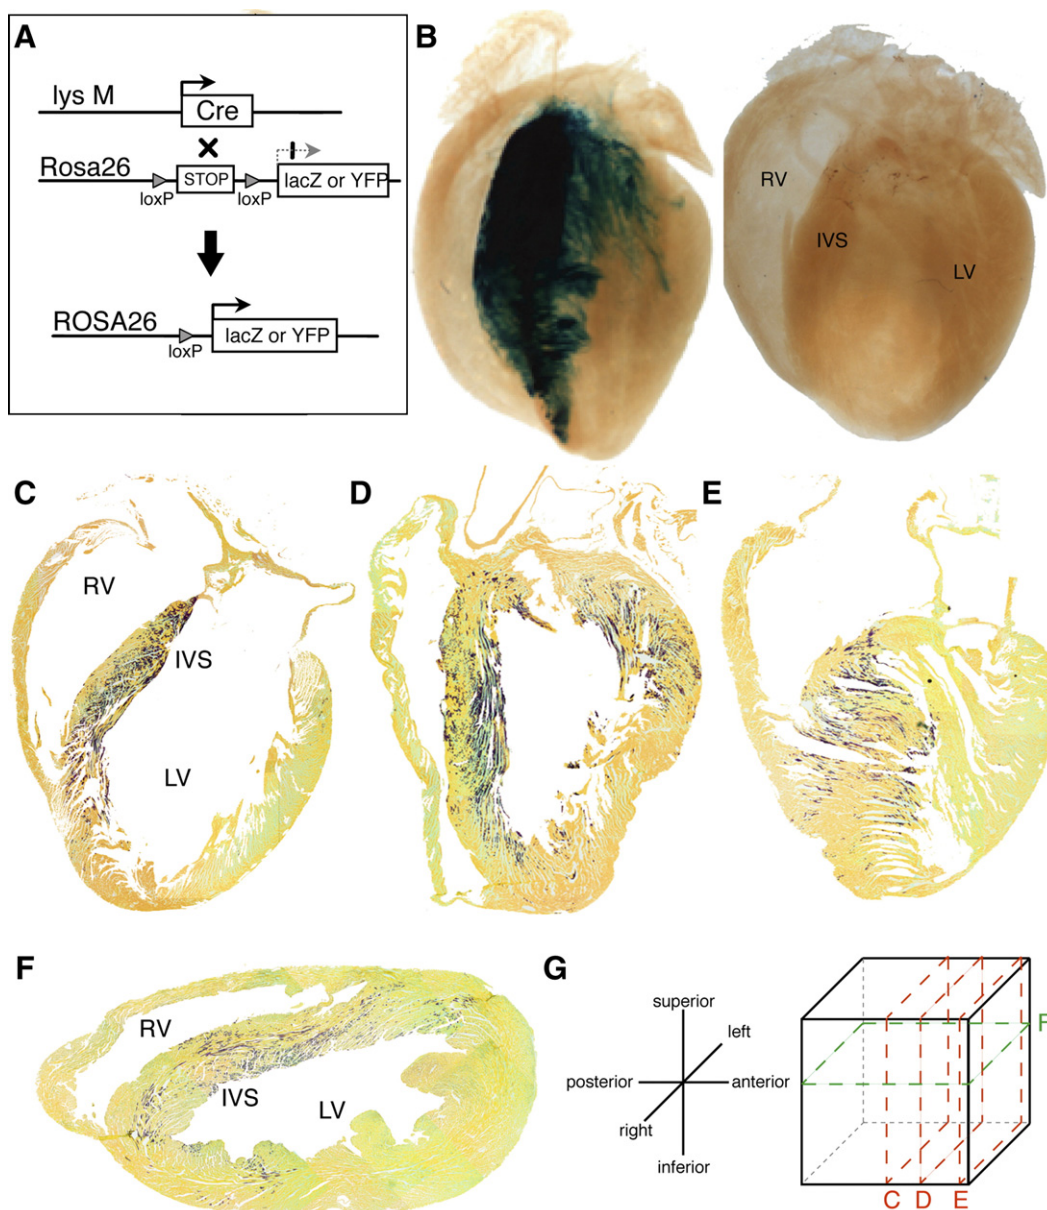 A
lys M
Cre
Rosa26
STOP
lacZ or YFP
loxP
loxP
ROSA26
lacZ or YFP
loxP
B
RV
IVS
LV
C
RV
IVS
LV
D
E
F
RV
IVS
LV
G
superior
left
posterior
anterior
right
inferior
F
C D E